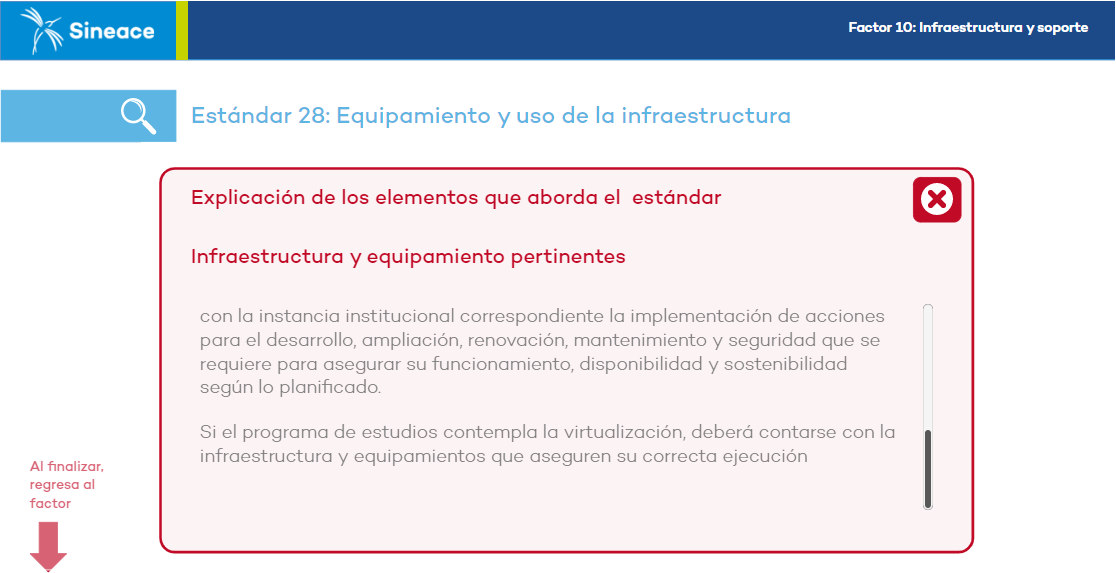 Sineace
Factor 10: Infraestructura y soporte
Estándar 28: Equipamiento y uso de la infraestructura
Explicación de los elementos que aborda el estándar
Infraestructura y equipamiento pertinentes
con la instancia institucional correspondiente la implementación de acciones
para el desarrollo, ampliación, renovación, mantenimiento y seguridad que se
requiere para asegurar su funcionamiento, disponibilidad y sostenibilidad
según lo planificado.
Si el programa de estudios contempla la virtualización, deberá contarse con la
infraestructura y equipamientos que aseguren su correcta ejecución
Al finalizar,
regresa al
factor